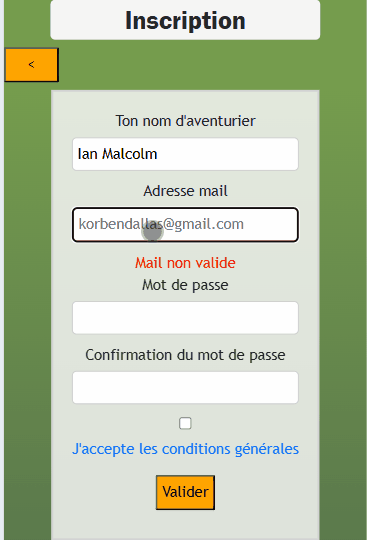 Inscription
<
Ton nom d'aventurier
Ian Malcolm
Adresse mail
korbendallas@gmail.com
Mail non valide
Mot de passe
Confirmation du mot de passe
J'accepte les conditions générales
Valider